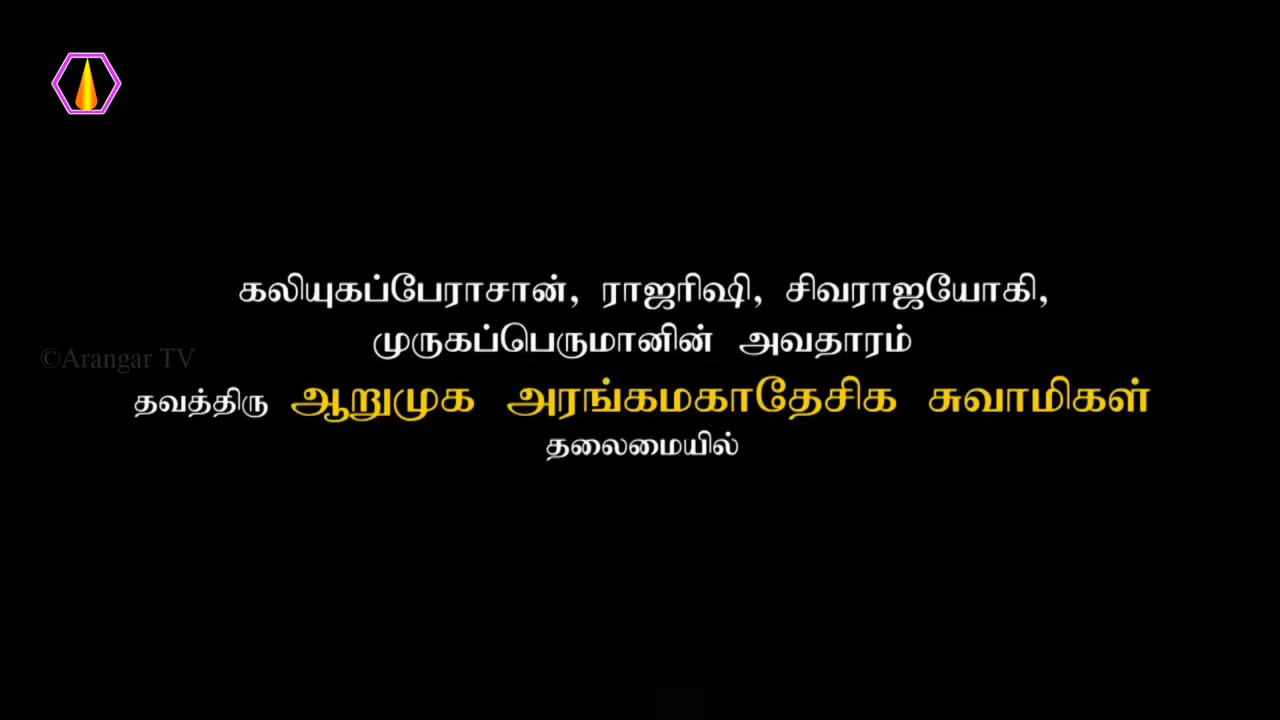 கலியுகப்பேராசான், ராஜரிஷி, சிவராஜயோகி,
முருகப்பெருமானின் அவதாரம்
©Arangar TV
தவத்திரு ஆறுமுக அரங்கமகாதேசிக சுவாமிகள்
தலைமையில்